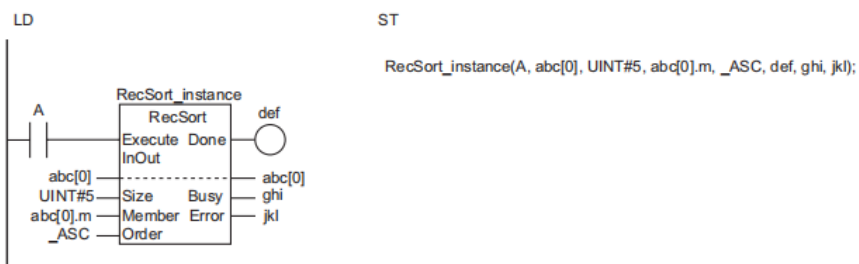 LD
ST
RecSort_instance(A, abc[0], UINT#5, abc[0].m, _ASC, def, ghi, jkl);
RecSort_instance
A
RecSort
def
Execute Done
InOut
abc[0] abc[0]
UINT#5 Size Busy ghi
abc[0].m Member Error jkl
_ASC Order